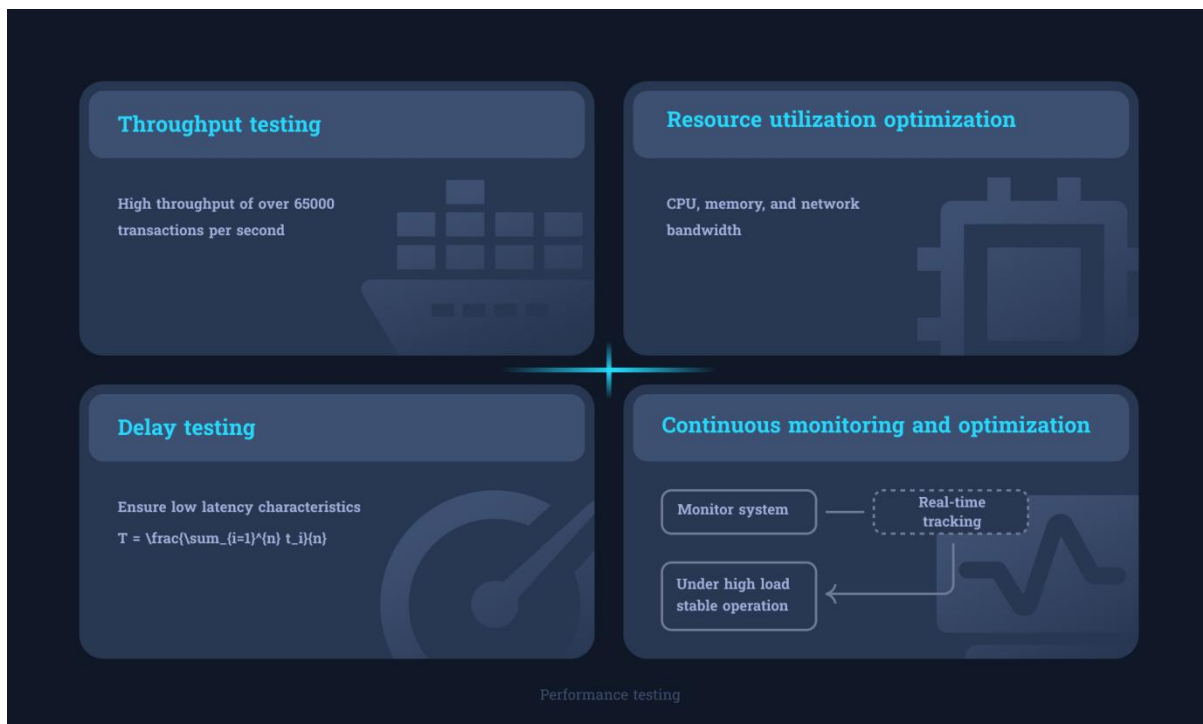 Throughput testing
High throughput of over 65000
transactions per second
Resource utilization optimization
CPU, memory, and network
bandwidth
Delay testing
Ensure low latency characteristics
T = \frac{\sum_{i=1}^{n} t_i}{n}
Continuous monitoring and optimization
Monitor system
Real-time
tracking
Under high load
stable operation
Performance testing